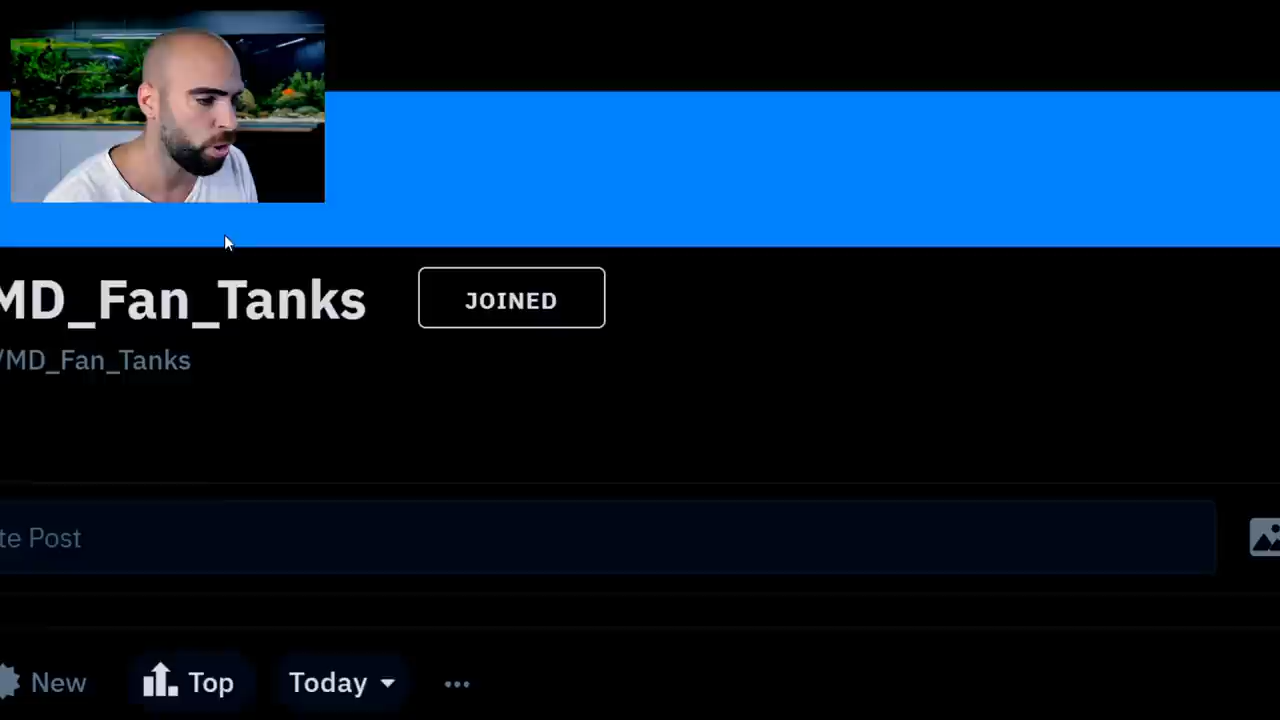 MD_Fan_Tanks
JOINED
/MD_Fan_Tanks
te Post
New
Top
Today